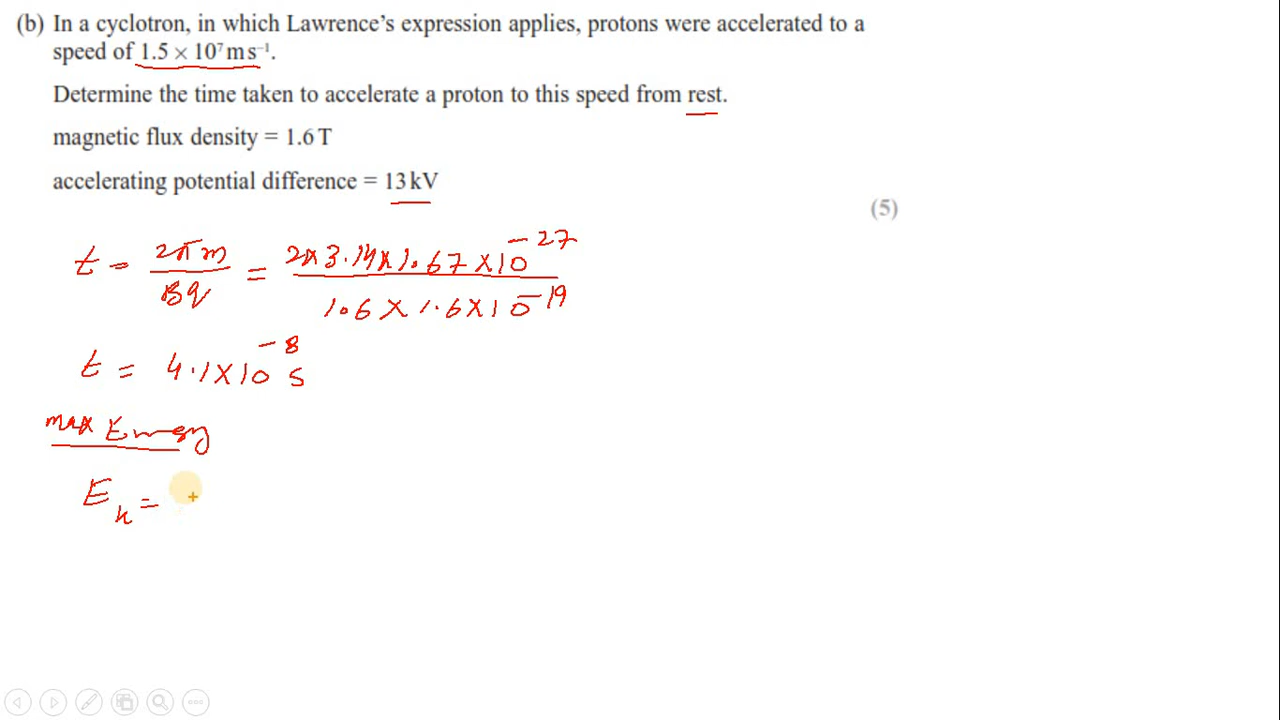 (b) In a cyclotron, in which Lawrence's expression applies, protons were accelerated to a
speed of 1.5 × 10⁷ m s⁻¹.
Determine the time taken to accelerate a proton to this speed from rest.
magnetic flux density = 1.6 T
accelerating potential difference = 13 kV
(5)
t = 2πm / Bq = 2×3.14×1.67×10⁻²⁷ / 1.6×1.6×10⁻¹⁹
t = 4.1×10⁻⁸ s
max Energy
E_k =